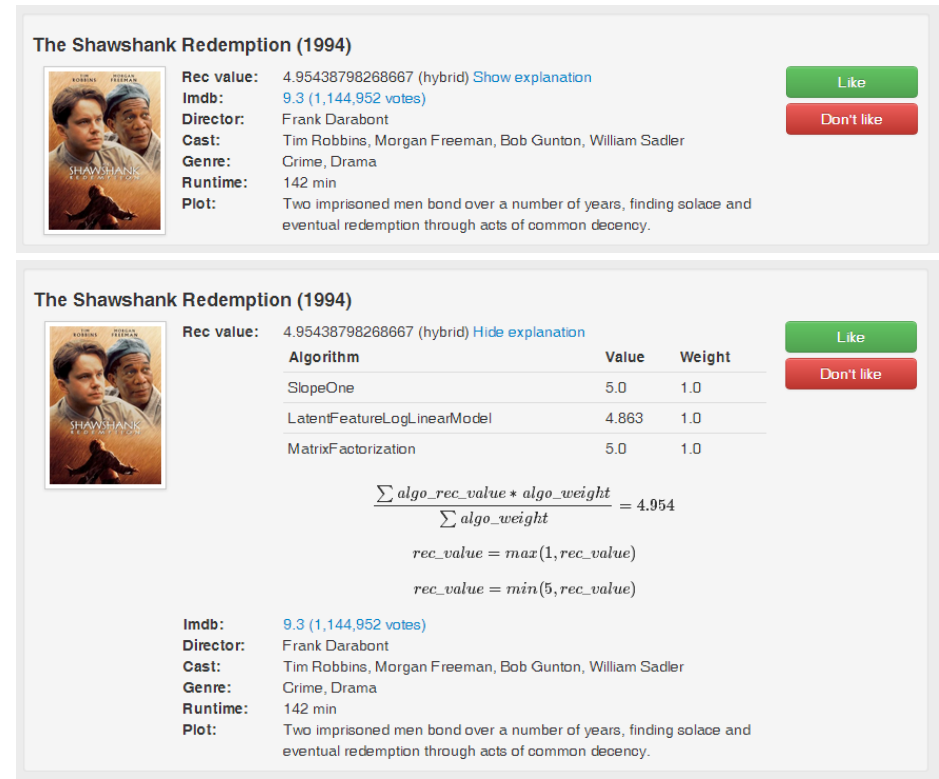 The Shawshank Redemption (1994)
TIM ROBBINS MORGAN FREEMAN
SHAWSHANK
REDEMPTION
Rec value: 4.95438798268667 (hybrid) Show explanation
Imdb: 9.3 (1,144,952 votes)
Director: Frank Darabont
Cast: Tim Robbins, Morgan Freeman, Bob Gunton, William Sadler
Genre: Crime, Drama
Runtime: 142 min
Plot: Two imprisoned men bond over a number of years, finding solace and
eventual redemption through acts of common decency.
Like
Don't like
The Shawshank Redemption (1994)
TIM ROBBINS MORGAN FREEMAN
SHAWSHANK
REDEMPTION
Rec value: 4.95438798268667 (hybrid) Hide explanation
Algorithm Value Weight
SlopeOne 5.0 1.0
LatentFeatureLogLinearModel 4.863 1.0
MatrixFactorization 5.0 1.0
∑ algo_rec_value * algo_weight
∑ algo_weight
= 4.954
rec_value = max(1, rec_value)
rec_value = min(5, rec_value)
Like
Don't like
Imdb: 9.3 (1,144,952 votes)
Director: Frank Darabont
Cast: Tim Robbins, Morgan Freeman, Bob Gunton, William Sadler
Genre: Crime, Drama
Runtime: 142 min
Plot: Two imprisoned men bond over a number of years, finding solace and
eventual redemption through acts of common decency.